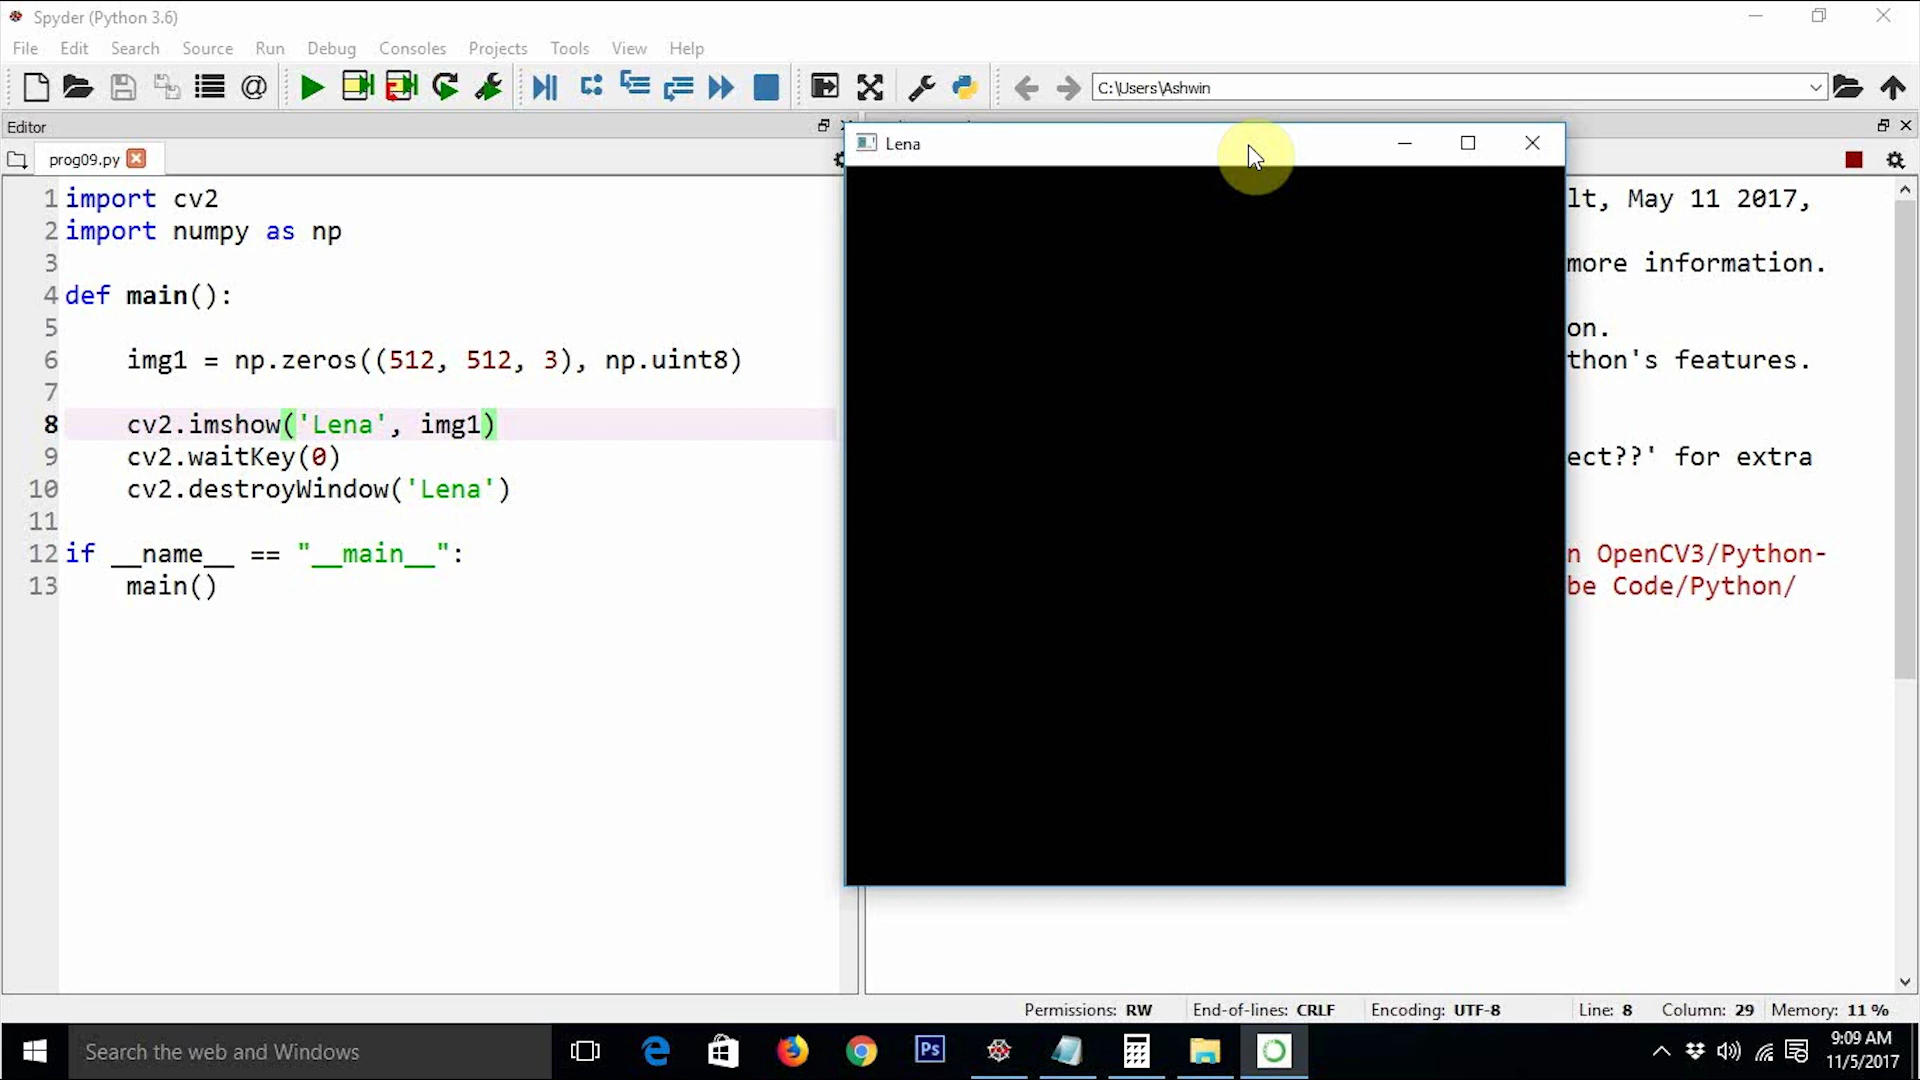 Spyder (Python 3.6)
File Edit Search Source Run Debug Consoles Projects Tools View Help
C:\Users\Ashwin
Editor
prog09.py
1 import cv2
2 import numpy as np
3
4 def main():
5
6 img1 = np.zeros((512, 512, 3), np.uint8)
7
8 cv2.imshow('Lena', img1)
9 cv2.waitKey(0)
10 cv2.destroyWindow('Lena')
11
12 if __name__ == "__main__":
13 main()
Lena
lt, May 11 2017,
more information.
on.
thon's features.
ect??' for extra
n OpenCV3/Python-
be Code/Python/
Permissions: RW End-of-lines: CRLF Encoding: UTF-8 Line: 8 Column: 29 Memory: 11 %
Search the web and Windows
Ps
9:09 AM
11/5/2017